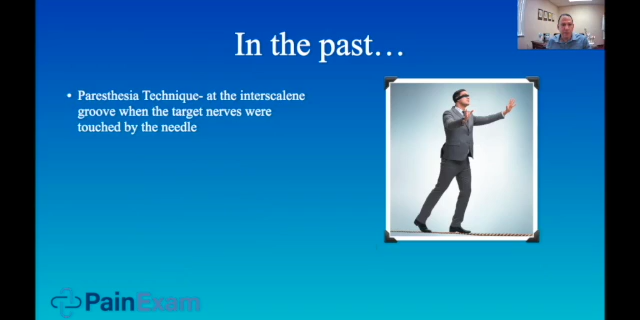 In the past…
• Paresthesia Technique- at the interscalene
groove when the target nerves were
touched by the needle
PainExam